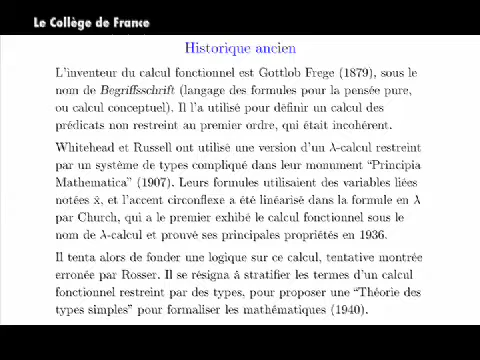 Le Collège de France
Historique ancien
L'inventeur du calcul fonctionnel est Gottlob Frege (1879), sous le
nom de Begriffsschrift (langage des formules pour la pensée pure,
ou calcul conceptuel). Il l'a utilisé pour définir un calcul des
prédicats non restreint au premier ordre, qui était incohérent.
Whitehead et Russell ont utilisé une version d'un λ-calcul restreint
par un système de types compliqué dans leur monument "Principia
Mathematica" (1907). Leurs formules utilisaient des variables liées
notées x̂, et l'accent circonflexe a été linéarisé dans la formule en λ
par Church, qui a le premier exhibé le calcul fonctionnel sous le
nom de λ-calcul et prouvé ses principales propriétés en 1936.
Il tenta alors de fonder une logique sur ce calcul, tentative montrée
erronée par Rosser. Il se résigna à stratifier les termes d'un calcul
fonctionnel restreint par des types, pour proposer une "Théorie des
types simples" pour formaliser les mathématiques (1940).